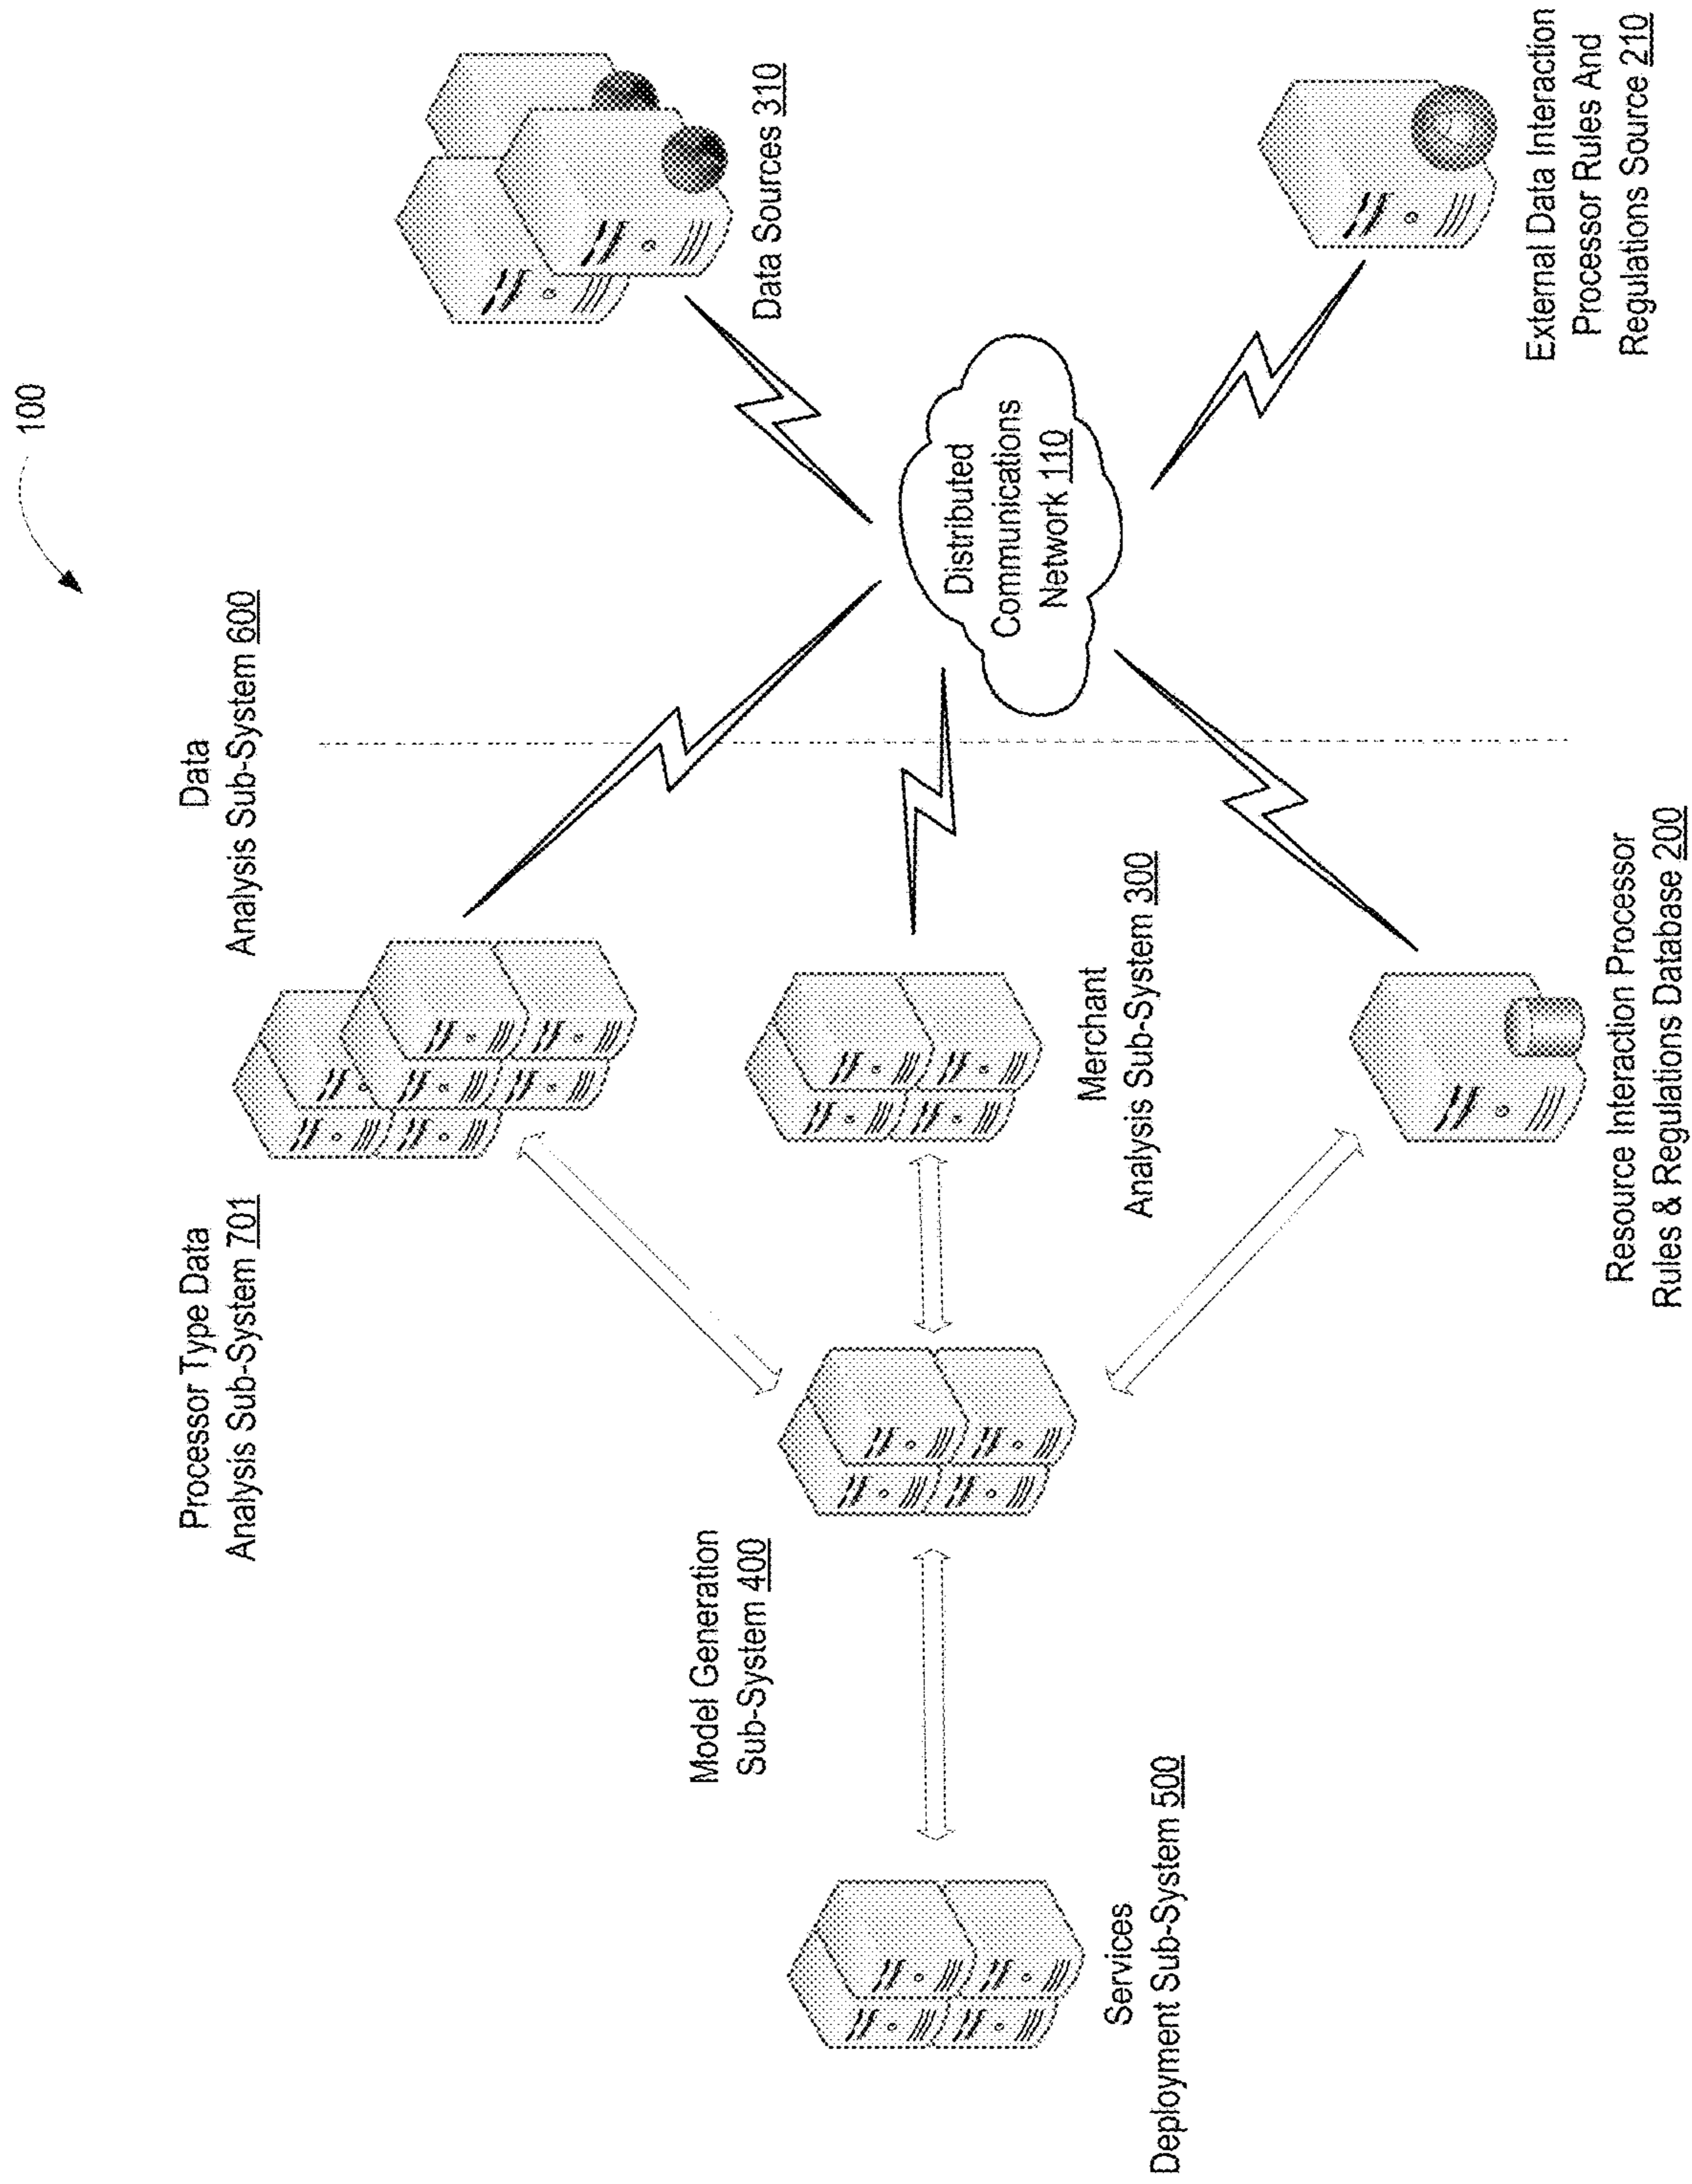 100
Processor Type Data
Analysis Sub-System 701
Data
Analysis Sub-System 600
Data Sources 310
Model Generation
Sub-System 400
Distributed
Communications
Network 110
Services
Deployment Sub-System 500
Merchant
Analysis Sub-System 300
Resource Interaction Processor
Rules & Regulations Database 200
External Data Interaction
Processor Rules And
Regulations Source 210